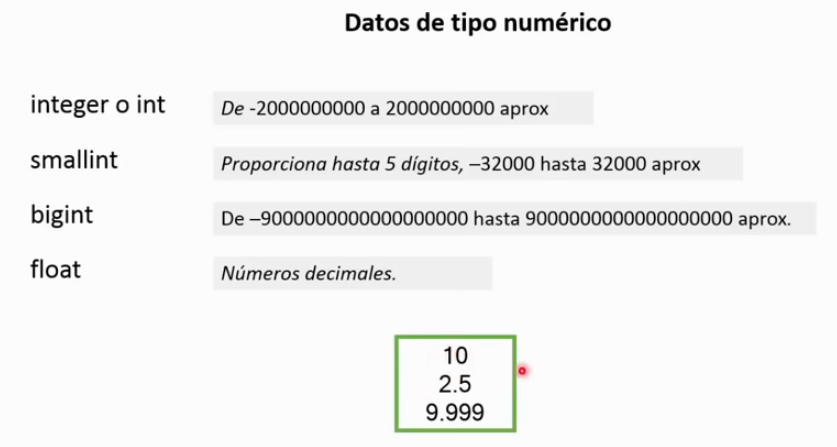 Datos de tipo numérico
integer o int
De -2000000000 a 2000000000 aprox
smallint
Proporciona hasta 5 dígitos, –32000 hasta 32000 aprox
bigint
De –9000000000000000000 hasta 9000000000000000000 aprox.
float
Números decimales.
10
2.5
9.999